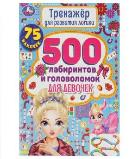 Тренажёр
для развития логики
75
наклеек
500
лабиринтов
и головоломок
для девочек